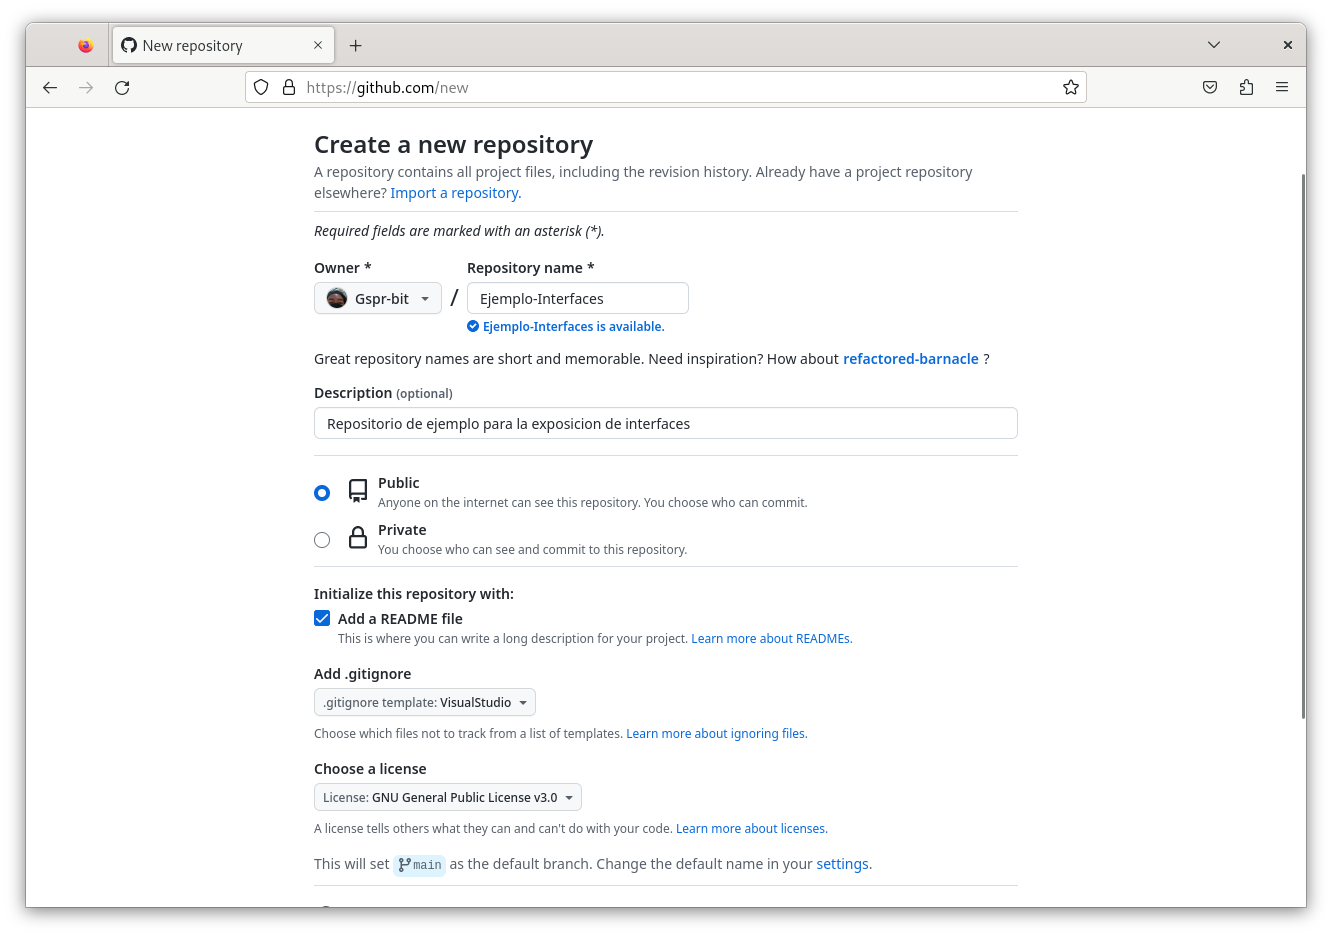 New repository
https://github.com/new
Create a new repository
A repository contains all project files, including the revision history. Already have a project repository
elsewhere? Import a repository.
Required fields are marked with an asterisk (*).
Owner * Repository name *
Gspr-bit / Ejemplo-Interfaces
Ejemplo-Interfaces is available.
Great repository names are short and memorable. Need inspiration? How about refactored-barnacle ?
Description (optional)
Repositorio de ejemplo para la exposicion de interfaces
Public
Anyone on the internet can see this repository. You choose who can commit.
Private
You choose who can see and commit to this repository.
Initialize this repository with:
Add a README file
This is where you can write a long description for your project. Learn more about READMEs.
Add .gitignore
.gitignore template: VisualStudio
Choose which files not to track from a list of templates. Learn more about ignoring files.
Choose a license
License: GNU General Public License v3.0
A license tells others what they can and can't do with your code. Learn more about licenses.
This will set main as the default branch. Change the default name in your settings.